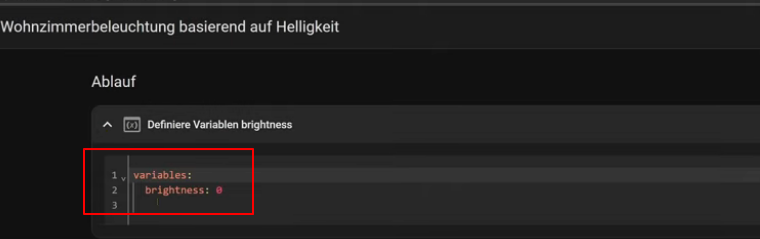 Wohnzimmerbeleuchtung basierend auf Helligkeit
Ablauf
Definiere Variablen brightness
1 variables:
2 brightness: 0
3